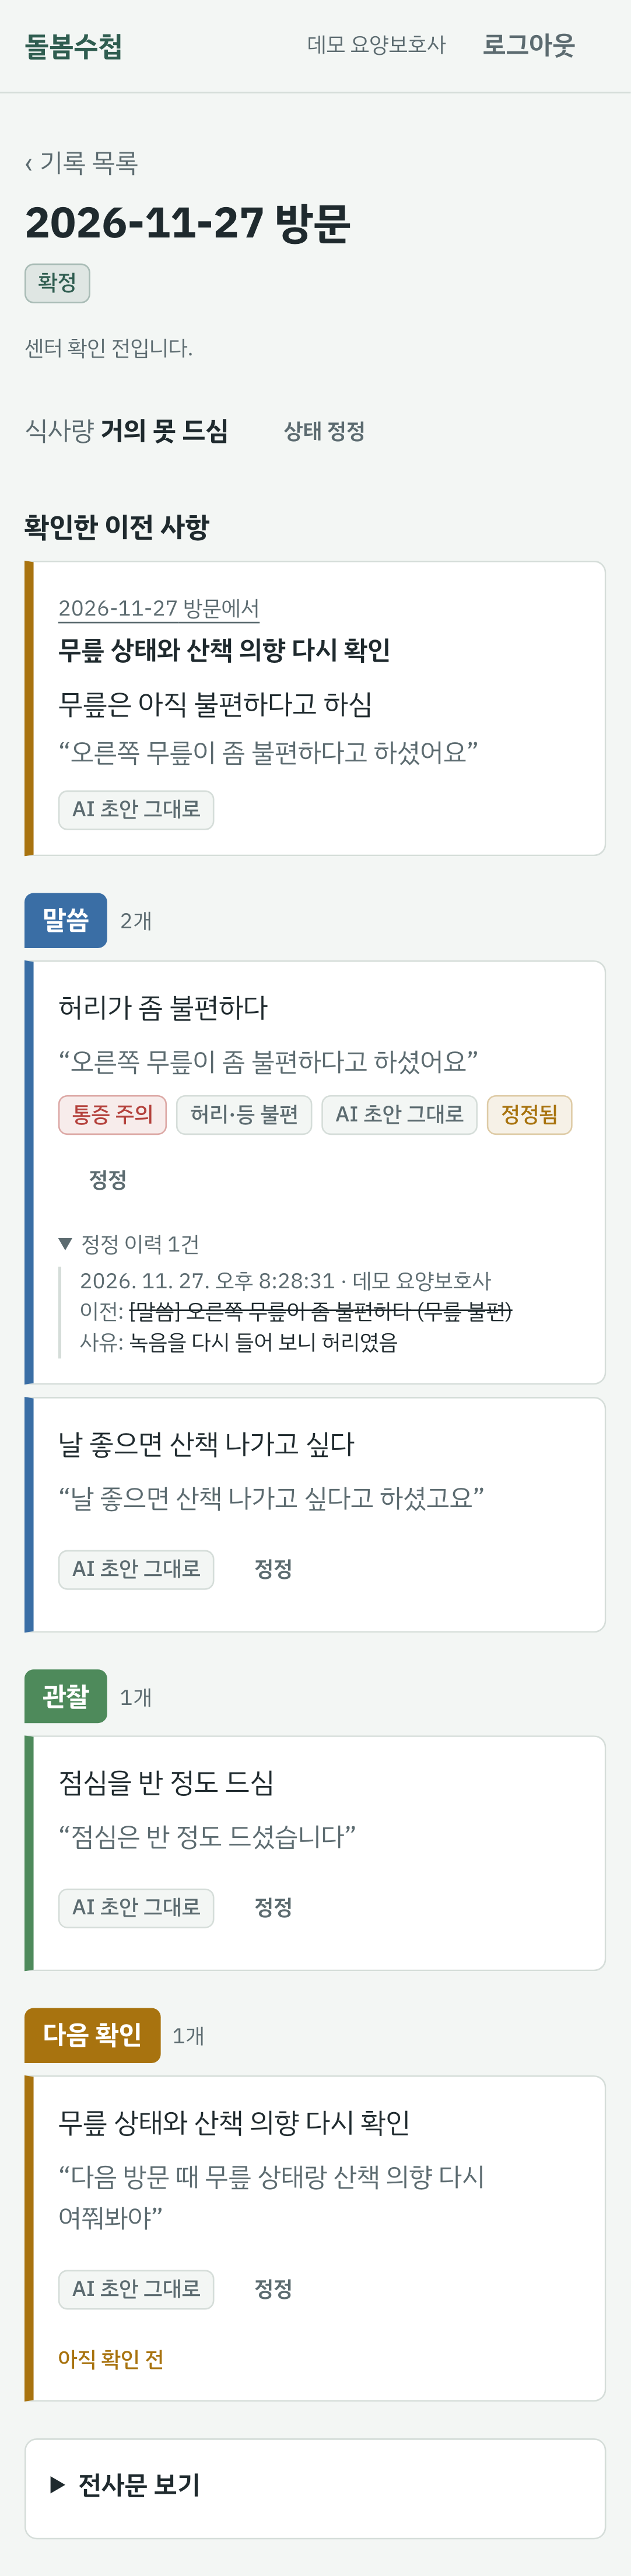 돌봄수첩 데모 요양보호사 로그아웃
‹ 기록 목록
2026-11-27 방문
확정
센터 확인 전입니다.
식사량 거의 못 드심 상태 정정
확인한 이전 사항
2026-11-27 방문에서
무릎 상태와 산책 의향 다시 확인
무릎은 아직 불편하다고 하심
“오른쪽 무릎이 좀 불편하다고 하셨어요”
AI 초안 그대로
말씀 2개
허리가 좀 불편하다
“오른쪽 무릎이 좀 불편하다고 하셨어요”
통증 주의 허리·등 불편 AI 초안 그대로 정정됨
정정
▼ 정정 이력 1건
2026. 11. 27. 오후 8:28:31 · 데모 요양보호사
이전: [말씀] 오른쪽 무릎이 좀 불편하다 (무릎 불편)
사유: 녹음을 다시 들어 보니 허리였음
날 좋으면 산책 나가고 싶다
“날 좋으면 산책 나가고 싶다고 하셨고요”
AI 초안 그대로 정정
관찰 1개
점심을 반 정도 드심
“점심은 반 정도 드셨습니다”
AI 초안 그대로 정정
다음 확인 1개
무릎 상태와 산책 의향 다시 확인
“다음 방문 때 무릎 상태랑 산책 의향 다시
여쭤봐야”
AI 초안 그대로 정정
아직 확인 전
▶ 전사문 보기